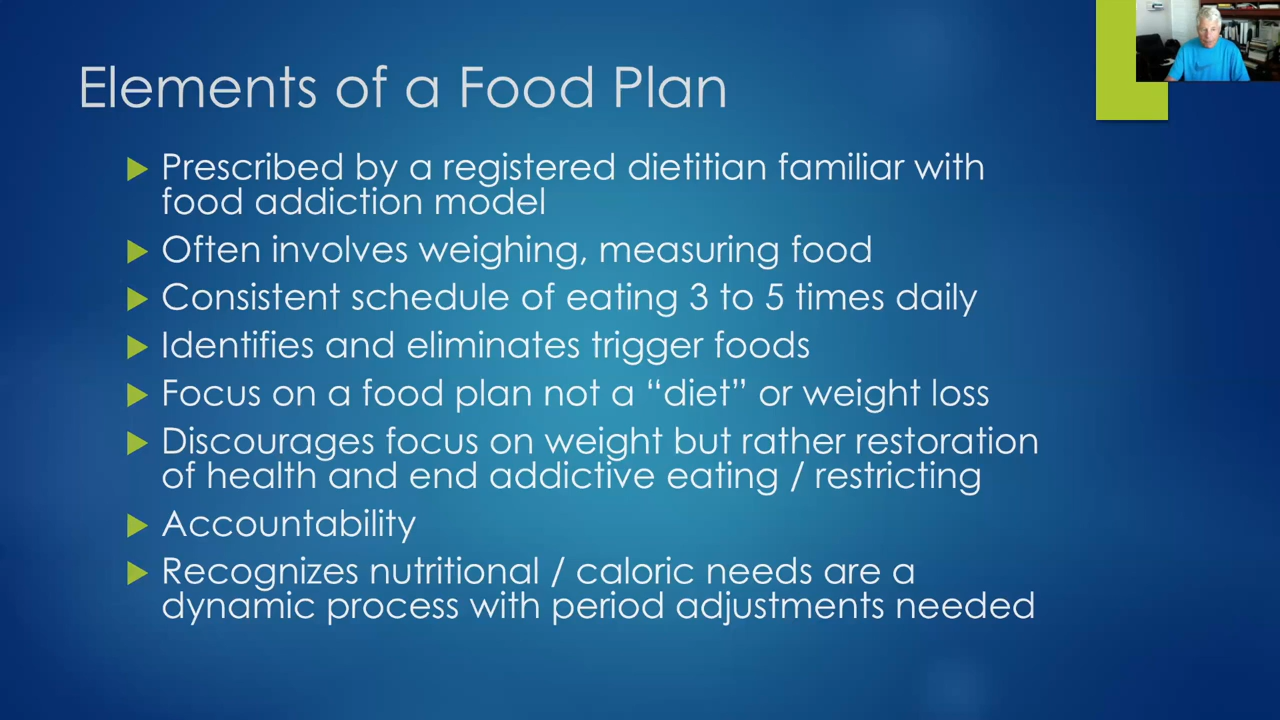 Elements of a Food Plan
Prescribed by a registered dietitian familiar with
food addiction model
Often involves weighing, measuring food
Consistent schedule of eating 3 to 5 times daily
Identifies and eliminates trigger foods
Focus on a food plan not a “diet” or weight loss
Discourages focus on weight but rather restoration
of health and end addictive eating / restricting
Accountability
Recognizes nutritional / caloric needs are a
dynamic process with period adjustments needed